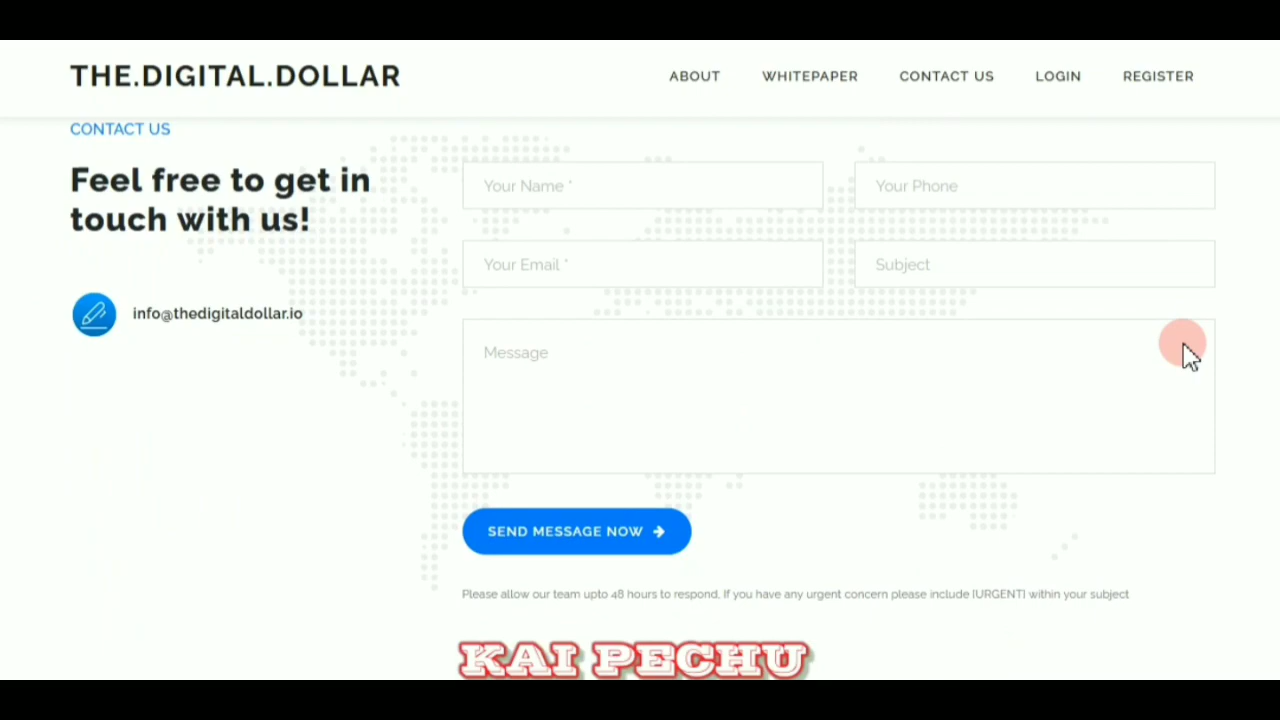 THE.DIGITAL.DOLLAR
ABOUT WHITEPAPER CONTACT US LOGIN REGISTER
CONTACT US
Feel free to get in
touch with us!
info@thedigitaldollar.io
Your Name * Your Phone
Your Email * Subject
Message
SEND MESSAGE NOW
Please allow our team upto 48 hours to respond, If you have any urgent concern please include [URGENT] within your subject
KAI PECHU